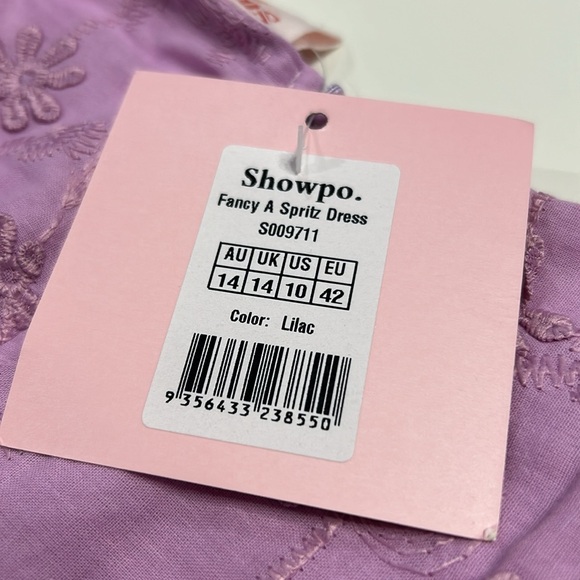 Showpo.
Fancy A Spritz Dress
S009711
AU UK US EU
14 14 10 42
Color: Lilac
9 356433 238550